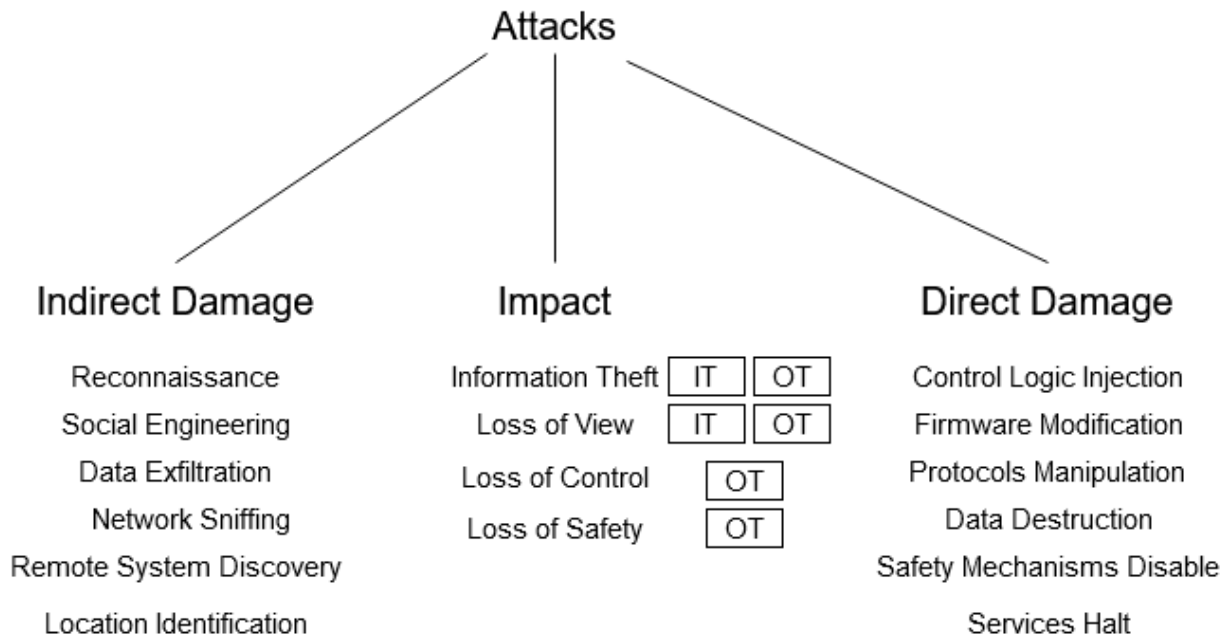 Attacks
Indirect Damage
Reconnaissance
Social Engineering
Data Exfiltration
Network Sniffing
Remote System Discovery
Location Identification
Impact
Information Theft IT OT
Loss of View IT OT
Loss of Control OT
Loss of Safety OT
Direct Damage
Control Logic Injection
Firmware Modification
Protocols Manipulation
Data Destruction
Safety Mechanisms Disable
Services Halt